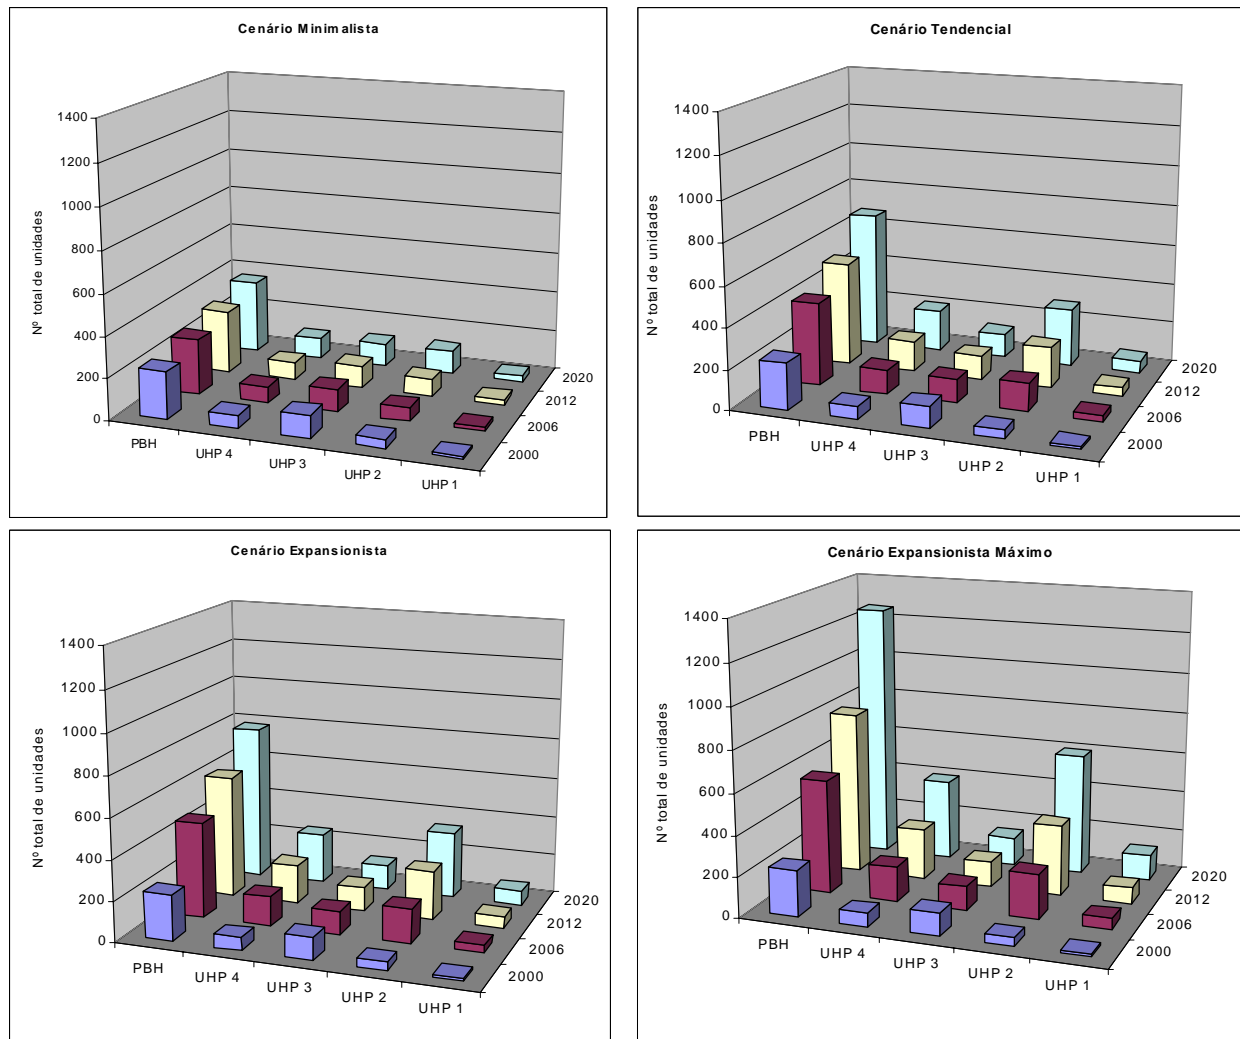 Cenário Minimalista
Nº total de unidades
1400
1200
1000
800
600
400
200
0
PBH
UHP 4
UHP 3
UHP 2
UHP 1
2000
2006
2012
2020
Cenário Tendencial
Nº total de unidades
1400
1200
1000
800
600
400
200
0
PBH
UHP 4
UHP 3
UHP 2
UHP 1
2000
2006
2012
2020
Cenário Expansionista
Nº total de unidades
1400
1200
1000
800
600
400
200
0
PBH
UHP 4
UHP 3
UHP 2
UHP 1
2000
2006
2012
2020
Cenário Expansionista Máximo
Nº total de unidades
1400
1200
1000
800
600
400
200
0
PBH
UHP 4
UHP 3
UHP 2
UHP 1
2000
2006
2012
2020